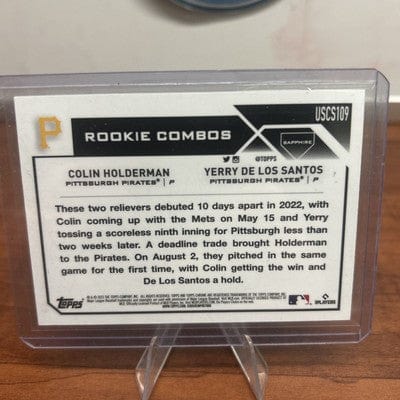 USCS109
P
ROOKIE COMBOS
SAPPHIRE
@TOPPS
COLIN HOLDERMAN
PITTSBURGH PIRATES® / P
YERRY DE LOS SANTOS
PITTSBURGH PIRATES® / P
These two relievers debuted 10 days apart in 2022, with
Colin coming up with the Mets on May 15 and Yerry
tossing a scoreless ninth inning for Pittsburgh less than
two weeks later. A deadline trade brought Holderman
to the Pirates. On August 2, they pitched in the same
game for the first time, with Colin getting the win and
De Los Santos a hold.
Topps
PLAYERS